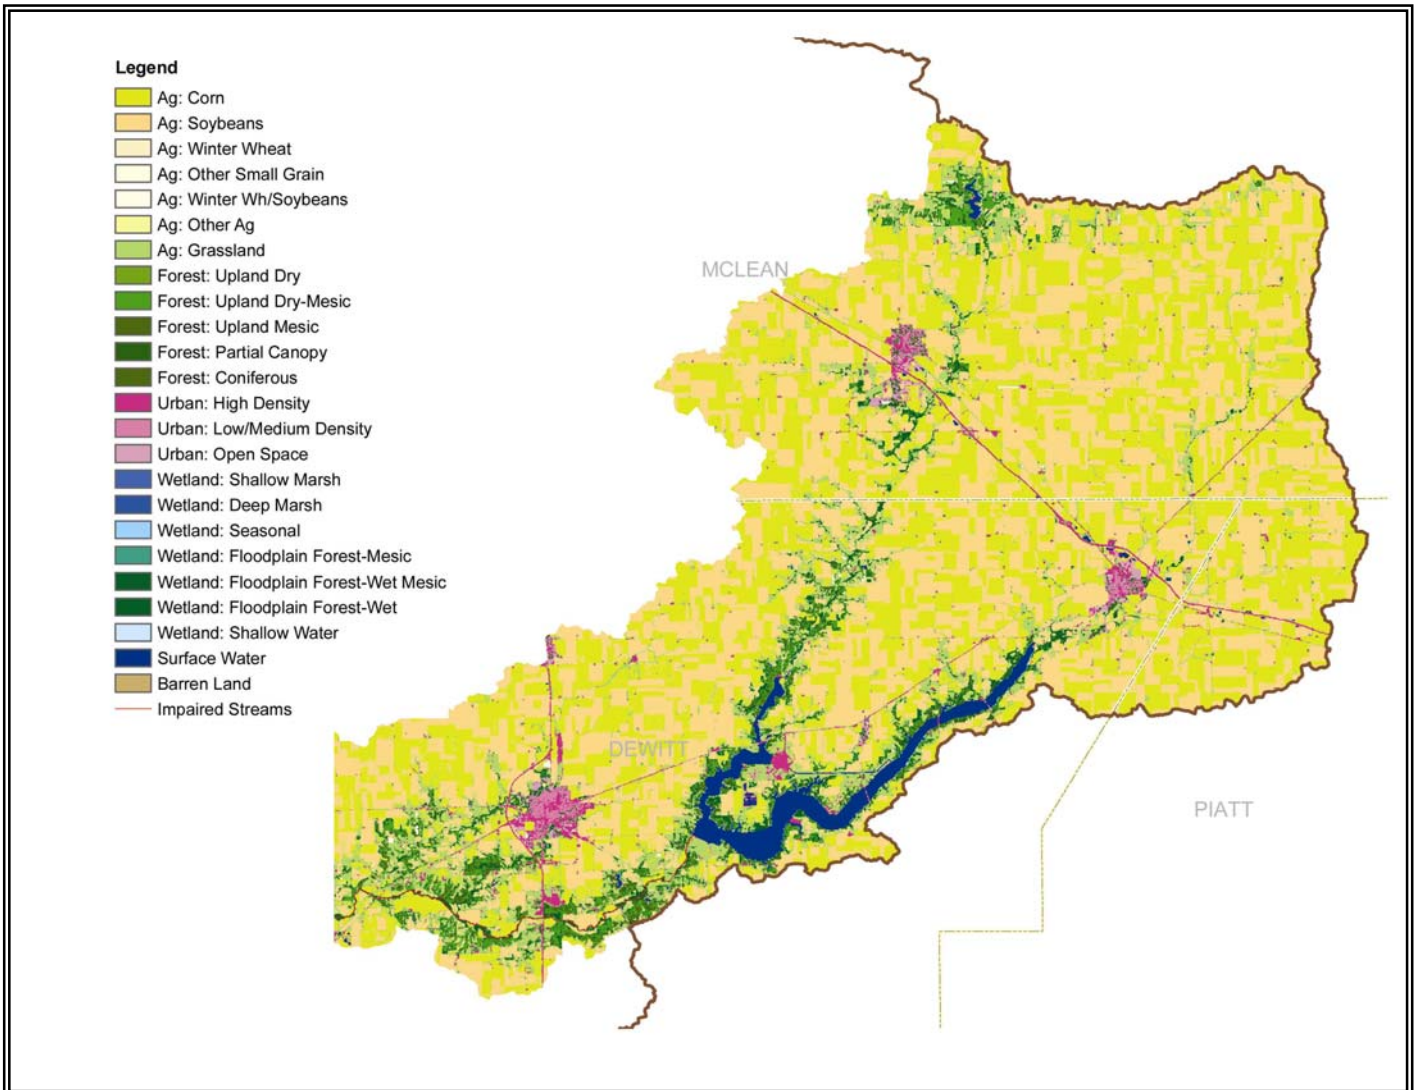 Legend
Ag: Corn
Ag: Soybeans
Ag: Winter Wheat
Ag: Other Small Grain
Ag: Winter Wh/Soybeans
Ag: Other Ag
Ag: Grassland
Forest: Upland Dry
Forest: Upland Dry-Mesic
Forest: Upland Mesic
Forest: Partial Canopy
Forest: Coniferous
Urban: High Density
Urban: Low/Medium Density
Urban: Open Space
Wetland: Shallow Marsh
Wetland: Deep Marsh
Wetland: Seasonal
Wetland: Floodplain Forest-Mesic
Wetland: Floodplain Forest-Wet Mesic
Wetland: Floodplain Forest-Wet
Wetland: Shallow Water
Surface Water
Barren Land
Impaired Streams
MCLEAN
DEWITT
PIATT